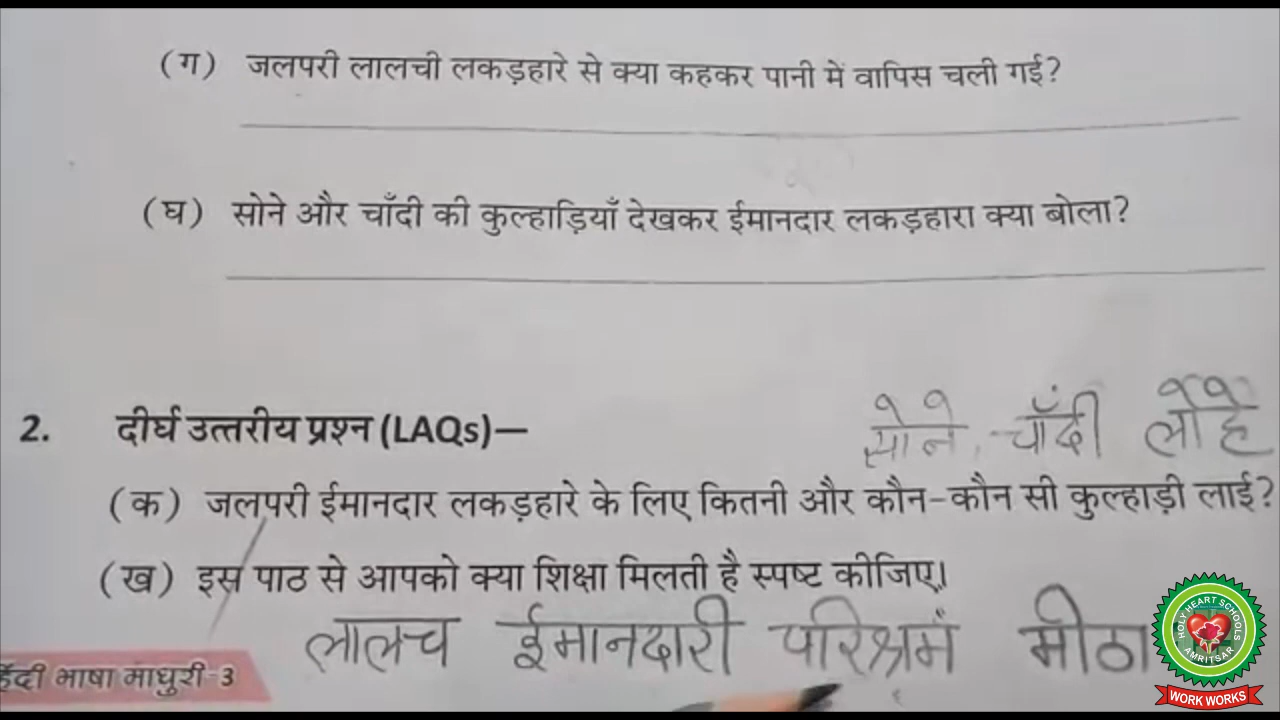 (ग) जलपरी लालची लकड़हारे से क्या कहकर पानी में वापिस चली गई?
(घ) सोने और चाँदी की कुल्हाड़ियाँ देखकर ईमानदार लकड़हारा क्या बोला?
सोने, चाँदी लोहे
2. दीर्घ उत्तरीय प्रश्न (LAQs)—
(क) जलपरी ईमानदार लकड़हारे के लिए कितनी और कौन-कौन सी कुल्हाड़ी लाई?
(ख) इस पाठ से आपको क्या शिक्षा मिलती है स्पष्ट कीजिए।
लालच ईमानदारी परिश्रम मीठा
हिंदी भाषा माधुरी-3
HOLY HEART SCHOOLS
AMRITSAR
WORK WORKS